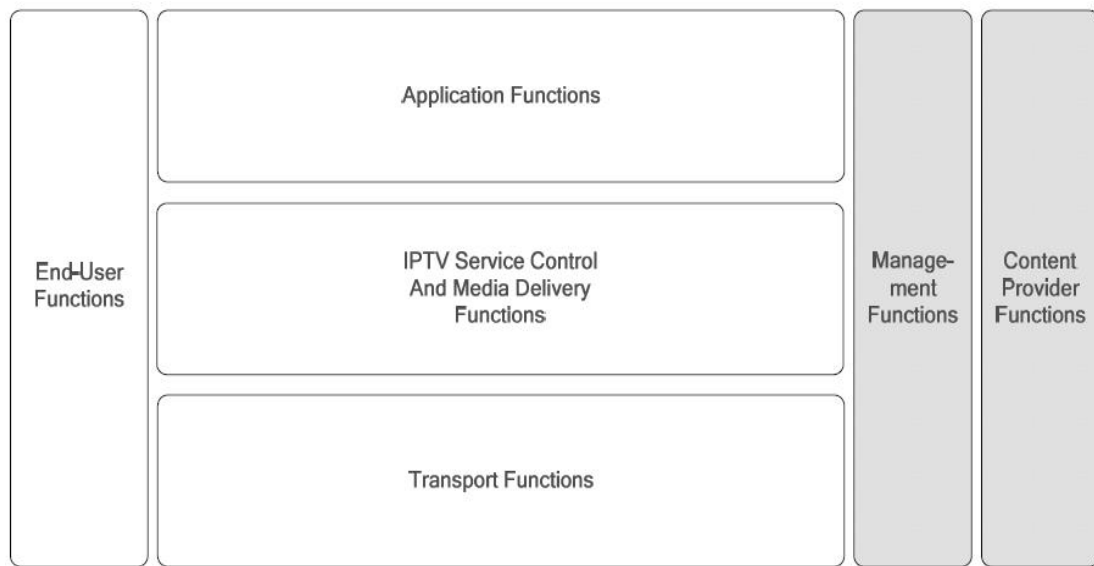 Application Functions
End-User
Functions
IPTV Service Control
And Media Delivery
Functions
Manage-
ment
Functions
Content
Provider
Functions
Transport Functions